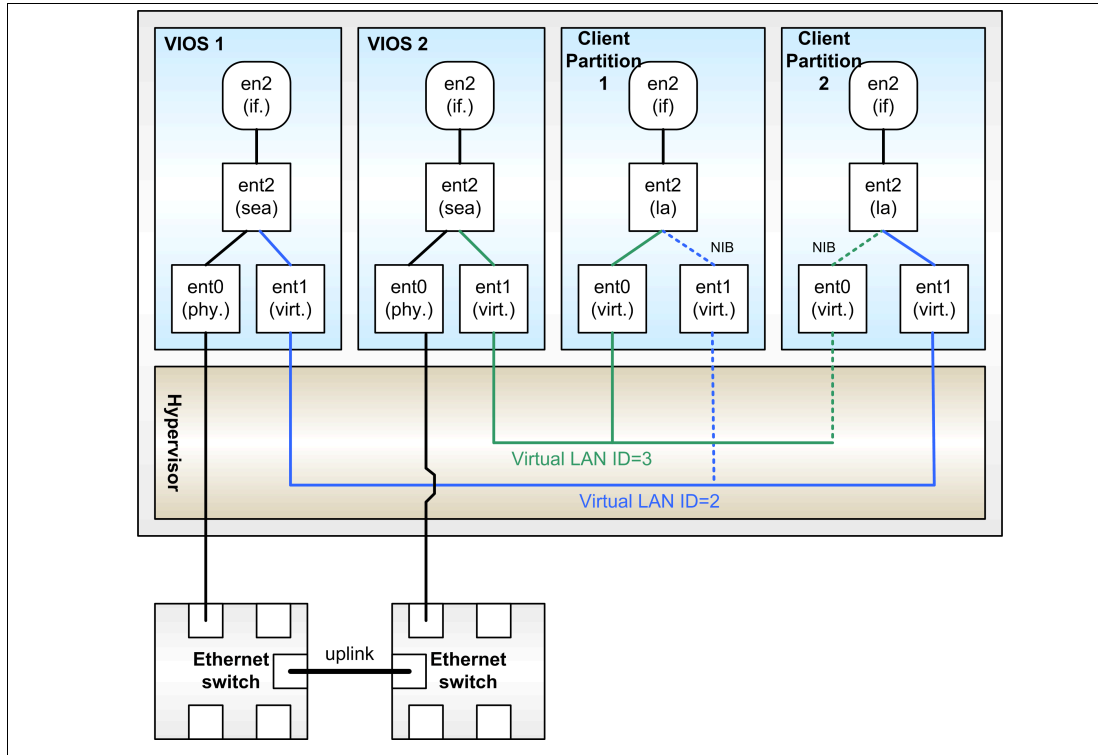 VIOS 1
en2
(if.)
ent2
(sea)
ent0
(phy.)
ent1
(virt.)
VIOS 2
en2
(if.)
ent2
(sea)
ent0
(phy.)
ent1
(virt.)
Client
Partition
1
en2
(if)
ent2
(la)
NIB
ent0
(virt.)
ent1
(virt.)
Client
Partition
2
en2
(if)
ent2
(la)
NIB
ent0
(virt.)
ent1
(virt.)
Hypervisor
Virtual LAN ID=3
Virtual LAN ID=2
Ethernet
switch
uplink
Ethernet
switch